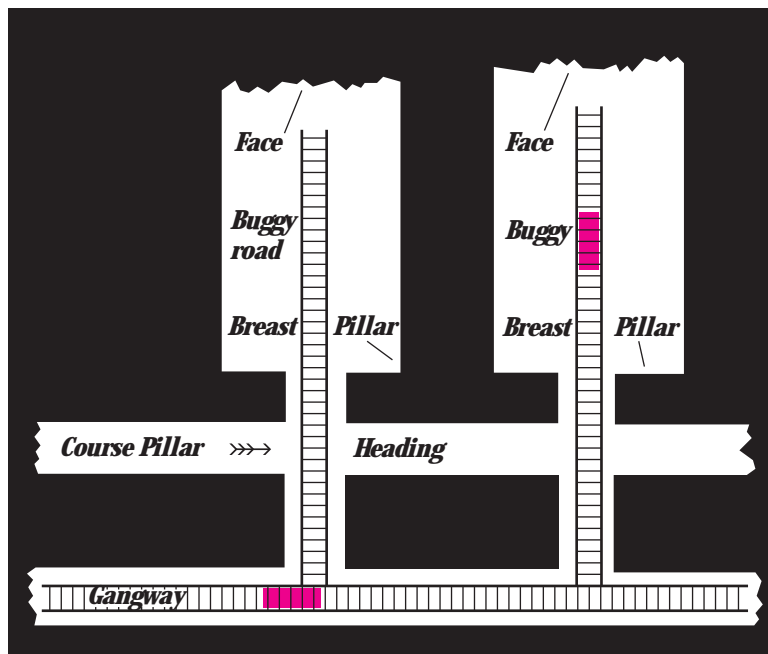 Face
Face
Buggy
road
Buggy
Breast
Pillar
Breast
Pillar
Course Pillar
Heading
Gangway